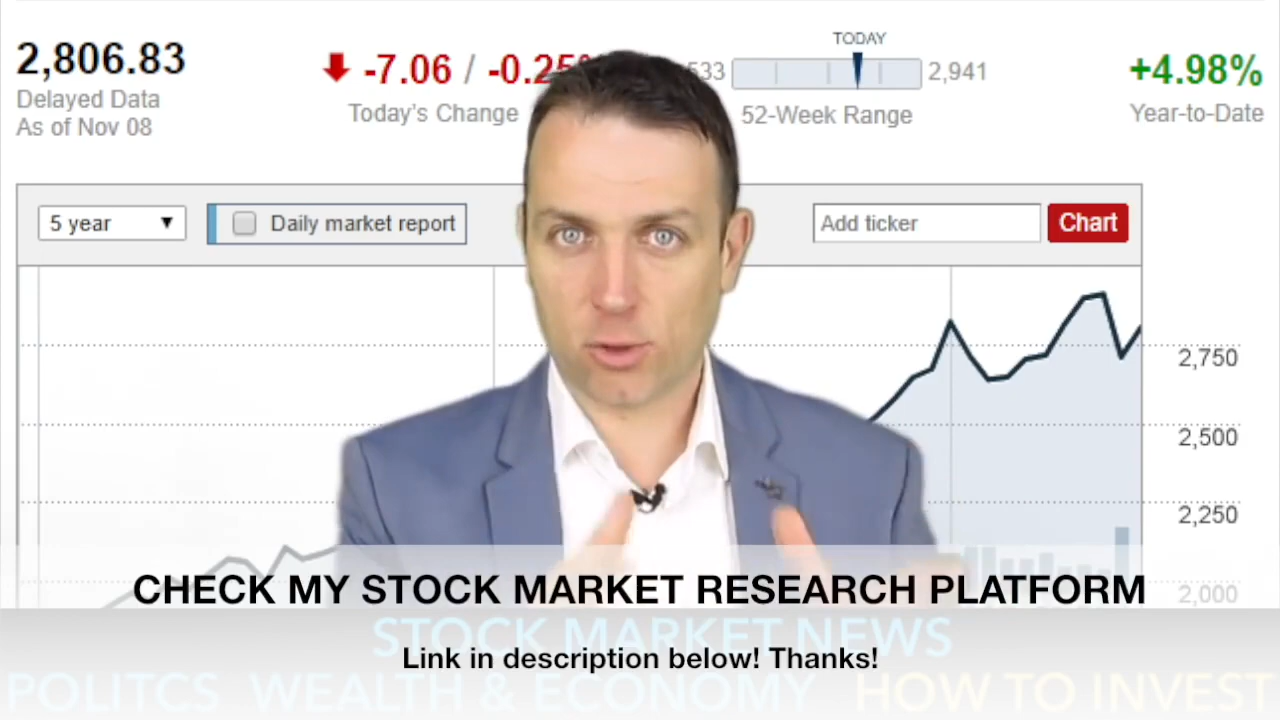 TODAY
2,806.83
-7.06 / -0.25%
533
2,941
+4.98%
Delayed Data
As of Nov 08
Today's Change
52-Week Range
Year-to-Date
5 year
Daily market report
Add ticker
Chart
2,750
2,500
2,250
2,000
CHECK MY STOCK MARKET RESEARCH PLATFORM
STOCK MARKET NEWS
Link in description below! Thanks!
POLITCS WEALTH & ECONOMY HOW TO INVEST